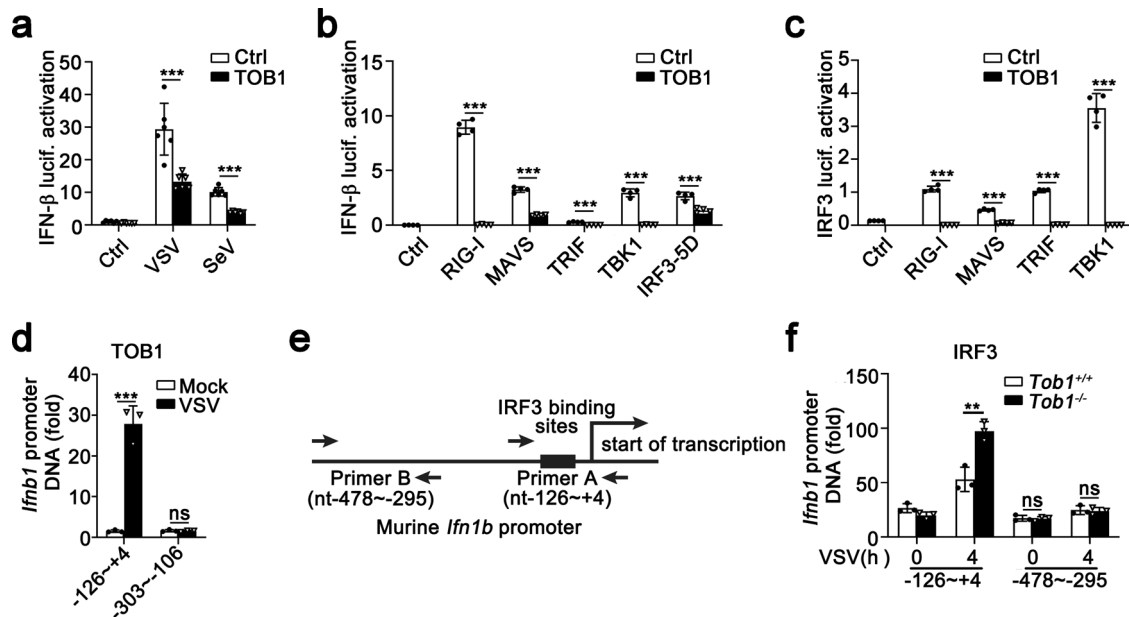 a
Ctrl
TOB1
IFN-β lucif. activation
50
40
30
20
10
0
***
***
Ctrl
VSV
SeV
b
Ctrl
TOB1
IFN-β lucif. activation
15
10
5
0
***
***
***
***
***
Ctrl
RIG-I
MAVS
TRIF
TBK1
IRF3-5D
c
Ctrl
TOB1
IRF3 lucif. activation
5
4
3
2
1
0
***
***
***
***
Ctrl
RIG-I
MAVS
TRIF
TBK1
d
TOB1
Mock
VSV
Ifnb1 promoter
DNA (fold)
40
30
20
10
0
***
ns
-126~+4
-303~-106
e
IRF3 binding
sites
start of transcription
Primer B
(nt-478~-295)
Primer A
(nt-126~+4)
Murine Ifn1b promoter
f
IRF3
Tob1+/+
Tob1-/-
Ifnb1 promoter
DNA (fold)
150
100
50
0
**
ns
ns
VSV(h )
0
4
0
4
-126~+4
-478~-295